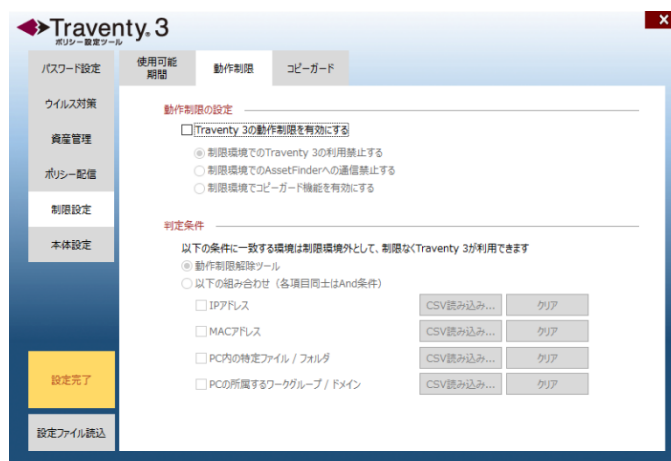 Traventy® 3
ポリシー設定ツール
X
パスワード設定
ウイルス対策
資産管理
ポリシー配信
制限設定
本体設定
設定完了
設定ファイル読込
使用可能
期間
動作制限
コピーガード
動作制限の設定
Traventy 3の動作制限を有効にする
制限環境でのTraventy 3の利用禁止する
制限環境でのAssetFinderへの通信禁止する
制限環境でコピーガード機能を有効にする
判定条件
以下の条件に一致する環境は制限環境外として、制限なくTraventy 3が利用できます
動作制限解除ツール
以下の組み合わせ（各項目同士はAnd条件）
IPアドレス CSV読み込み... クリア
MACアドレス CSV読み込み... クリア
PC内の特定ファイル / フォルダ CSV読み込み... クリア
PCの所属するワークグループ / ドメイン CSV読み込み... クリア